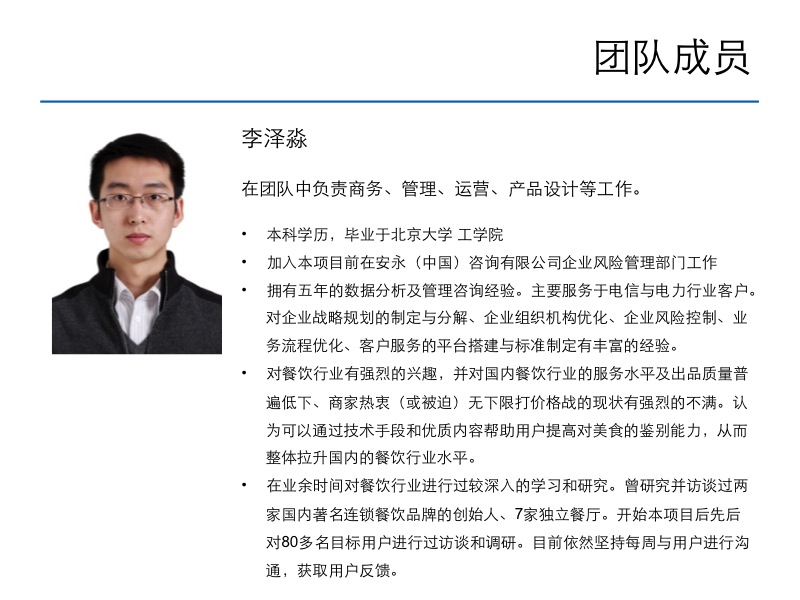 团队成员
李泽淼
在团队中负责商务、管理、运营、产品设计等工作。
• 本科学历，毕业于北京大学 工学院
• 加入本项目前在安永（中国）咨询有限公司企业风险管理部门工作
• 拥有五年的数据分析及管理咨询经验。主要服务于电信与电力行业客户。
对企业战略规划的制定与分解、企业组织机构优化、企业风险控制、业
务流程优化、客户服务的平台搭建与标准制定有丰富的经验。
• 对餐饮行业有强烈的兴趣，并对国内餐饮行业的服务水平及出品质量普
遍低下、商家热衷（或被迫）无下限打价格战的现状有强烈的不满。认
为可以通过技术手段和优质内容帮助用户提高对美食的鉴别能力，从而
整体拉升国内的餐饮行业水平。
• 在业余时间对餐饮行业进行过较深入的学习和研究。曾研究并访谈过两
家国内著名连锁餐饮品牌的创始人、7家独立餐厅。开始本项目后先后
对80多名目标用户进行过访谈和调研。目前依然坚持每周与用户进行沟
通，获取用户反馈。